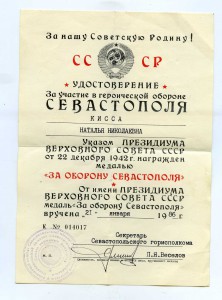 За нашу Советскую Родину!
СС СР
УДОСТОВЕРЕНИЕ
За участие в героической обороне
СЕВАСТОПОЛЯ
КИССА
НАТАЛЬЯ НИКОЛАЕВНА
Указом ПРЕЗИДИУМА
ВЕРХОВНОГО СОВЕТА СССР
от 22 декабря 1942 г. награжден
медалью
«ЗА ОБОРОНУ СЕВАСТОПОЛЯ»
От имени ПРЕЗИДИУМА
ВЕРХОВНОГО СОВЕТА СССР
медаль «За оборону Севастополя»
вручена "21" января 1986 г.
К № 014017
Секретарь
Севастопольского горисполкома
М. П.
П.Н.Веселов